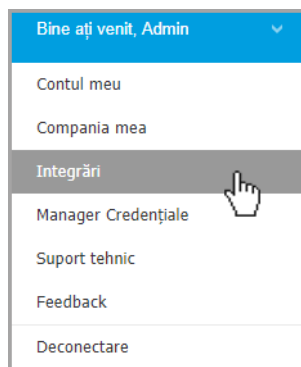 Bine ați venit, Admin
Contul meu
Compania mea
Integrări
Manager Credențiale
Suport tehnic
Feedback
Deconectare